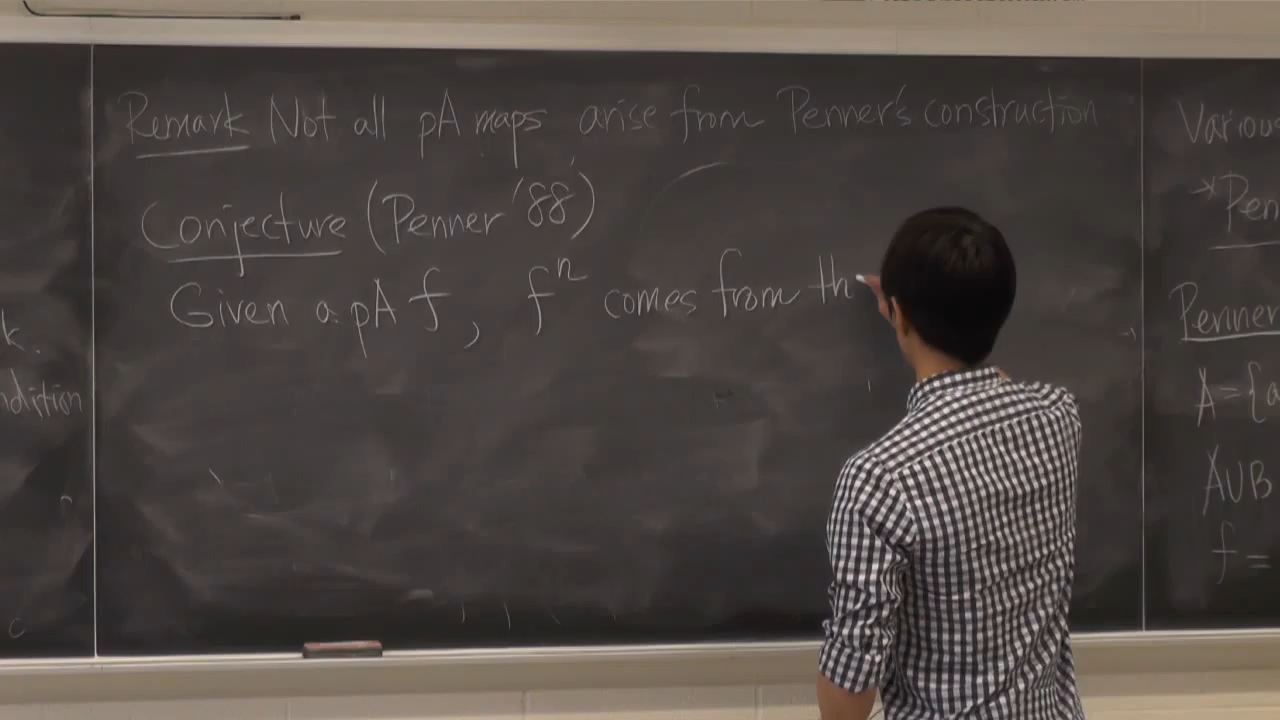 k.
ndition
Remark Not all pA maps arise from Penner's construction
Conjecture (Penner '88)
Given a pA f, fⁿ comes from th
Variou
* Pen
Penner
A = {a
A∪B
f =